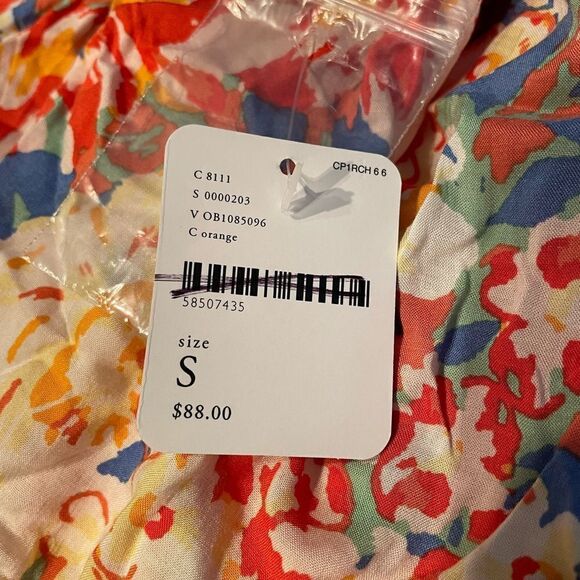 CP1RCH 6 6
C 8111
S 0000203
V OB1085096
C orange
58507435
size
S
$88.00